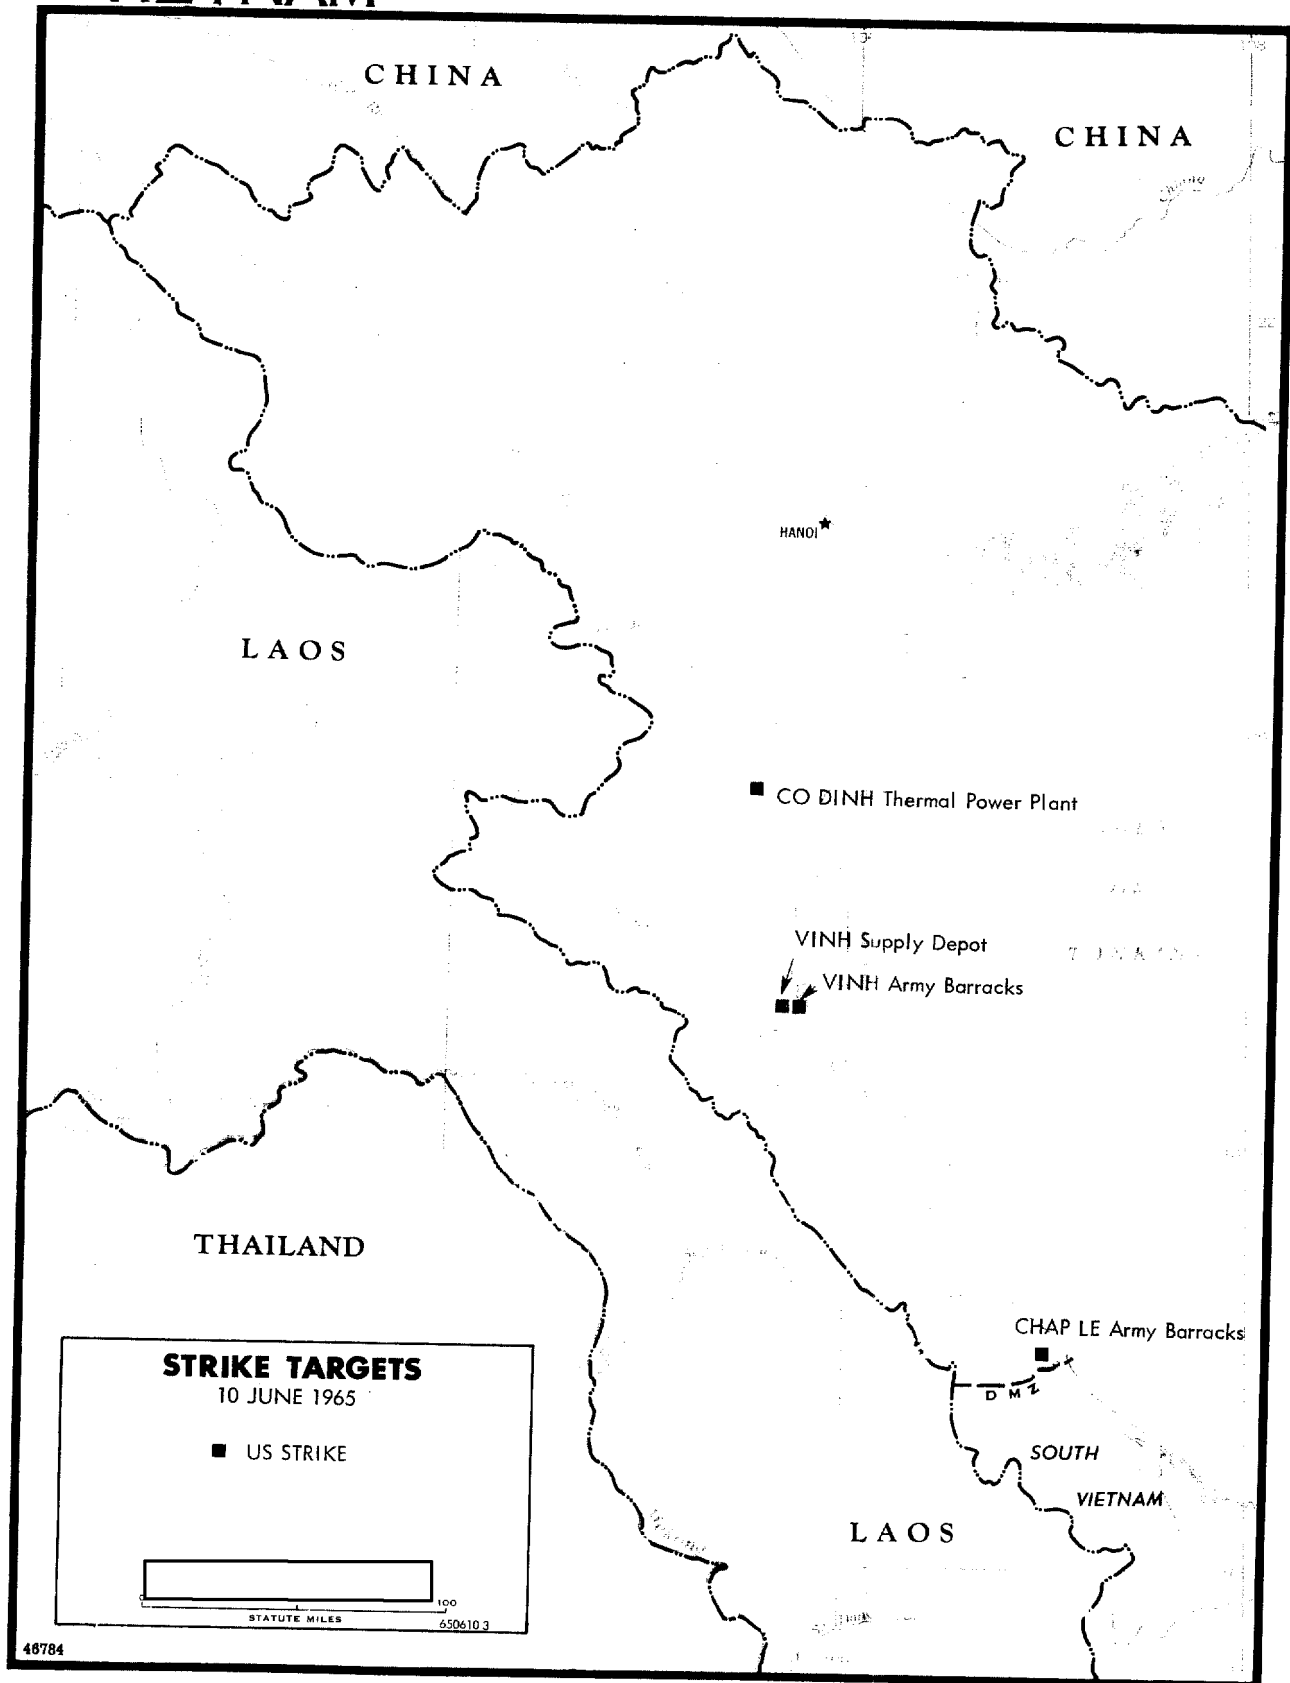 CHINA
CHINA
HANOI
LAOS
CO DINH Thermal Power Plant
VINH Supply Depot
VINH Army Barracks
THAILAND
CHAP LE Army Barracks
D M Z
SOUTH
VIETNAM
LAOS
STRIKE TARGETS
10 JUNE 1965
US STRIKE
0 100
STATUTE MILES
650610 3
46784